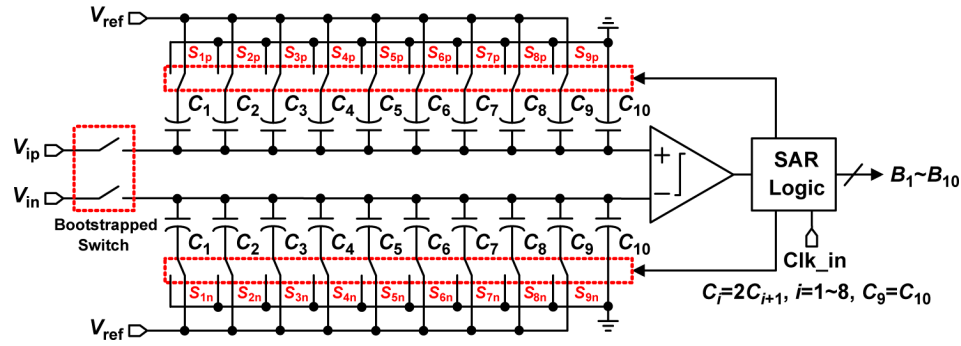 Vref
S1p S2p S3p S4p S5p S6p S7p S8p S9p
C1 C2 C3 C4 C5 C6 C7 C8 C9 C10
Vip
Vin
Bootstrapped
Switch
+
−
SAR
Logic
B1~B10
Clk_in
C1 C2 C3 C4 C5 C6 C7 C8 C9 C10
S1n S2n S3n S4n S5n S6n S7n S8n S9n
Vref
Ci=2Ci+1, i=1~8, C9=C10